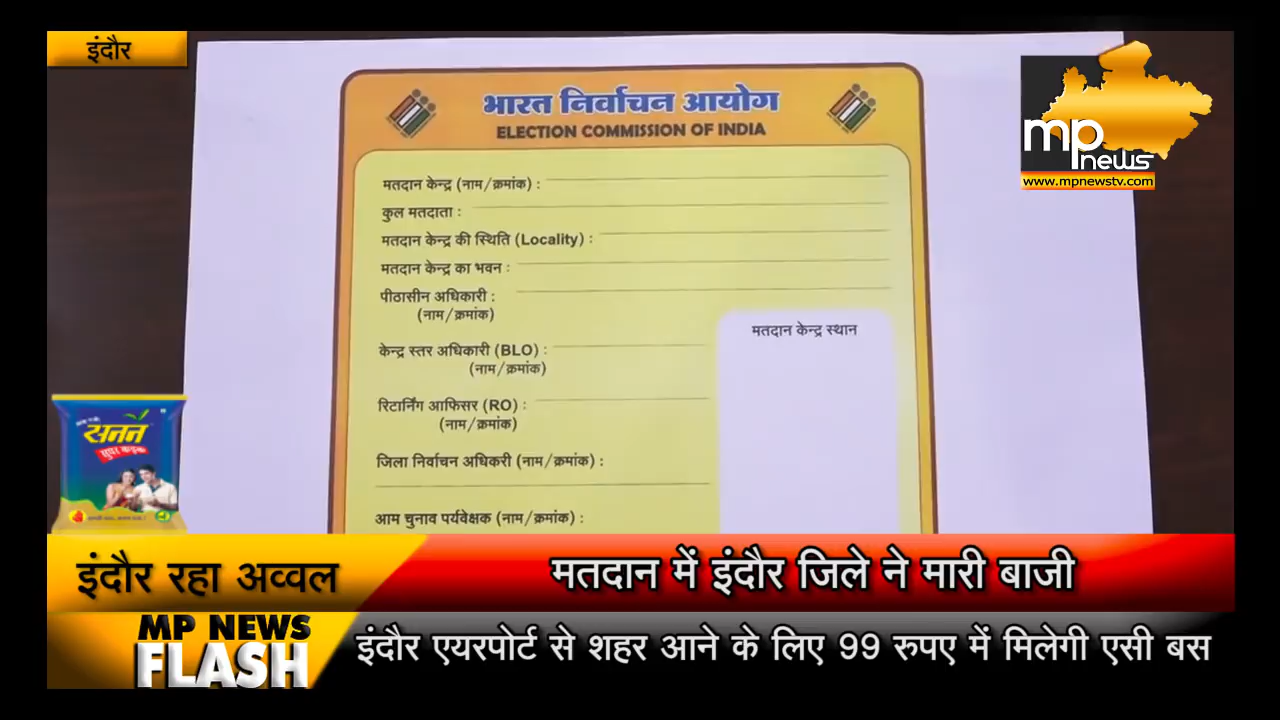 इंदौर
भारत निर्वाचन आयोग
ELECTION COMMISSION OF INDIA
mp news
www.mpnewstv.com
मतदान केन्द्र (नाम/क्रमांक) :
कुल मतदाता :
मतदान केन्द्र की स्थिति (Locality) :
मतदान केन्द्र का भवन :
पीठासीन अधिकारी :
(नाम/क्रमांक)
मतदान केन्द्र स्थान
केन्द्र स्तर अधिकारी (BLO) :
(नाम/क्रमांक)
रिटार्निंग आफिसर (RO) :
(नाम/क्रमांक)
जिला निर्वाचन अधिकरी (नाम/क्रमांक) :
आम चुनाव पर्यवेक्षक (नाम/क्रमांक) :
सनन
सुपर कड़क
इंदौर रहा अव्वल
मतदान में इंदौर जिले ने मारी बाजी
MP NEWS
FLASH
इंदौर एयरपोर्ट से शहर आने के लिए 99 रुपए में मिलेगी एसी बस